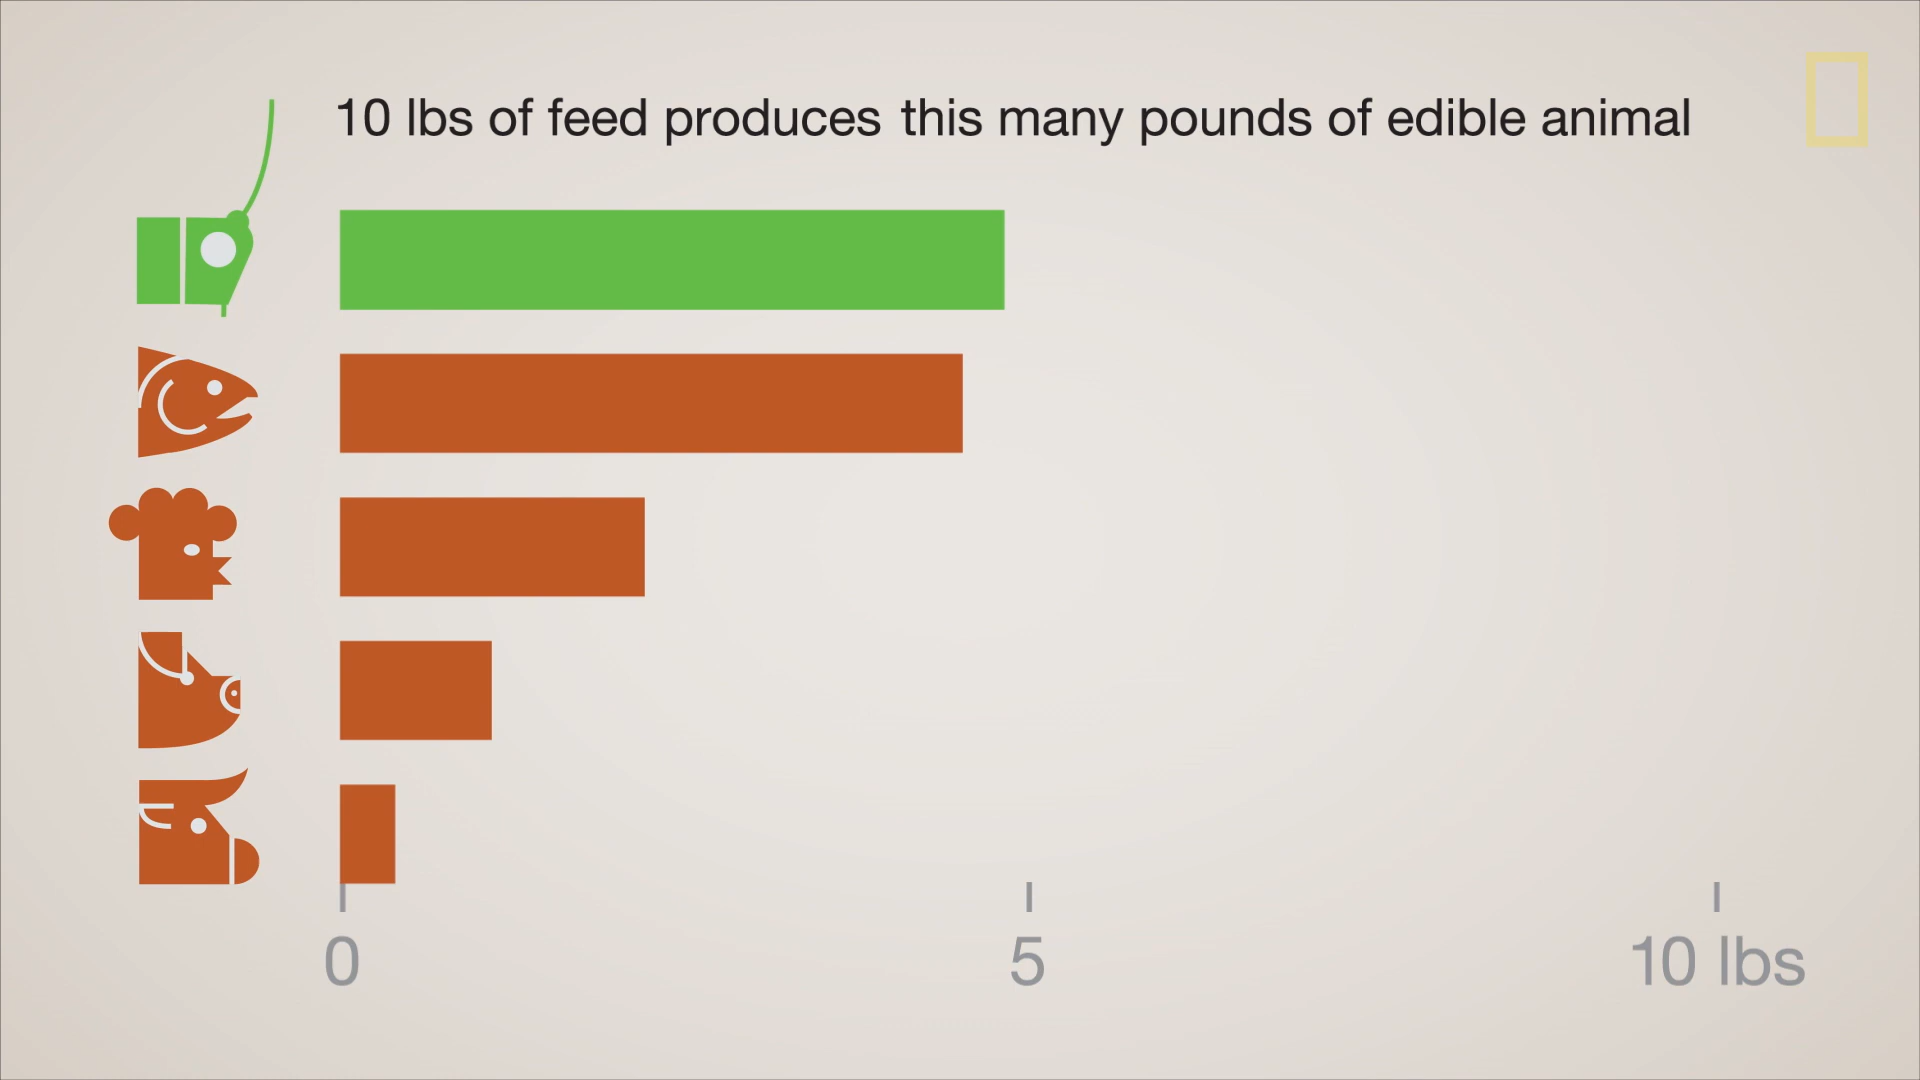 10 lbs of feed produces this many pounds of edible animal
0 5 10 lbs